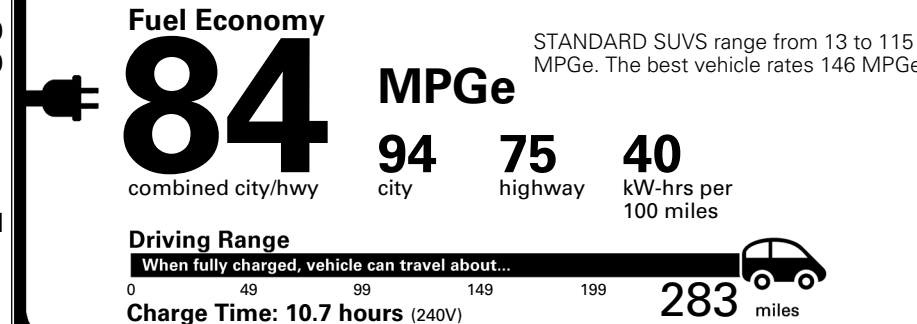 Fuel Economy
84
combined city/hwy
MPGe
STANDARD SUVS range from 13 to 115
MPGe. The best vehicle rates 146 MPGe
94
city
75
highway
40
kW-hrs per
100 miles
Driving Range
When fully charged, vehicle can travel about...
0 49 99 149 199 283 miles
Charge Time: 10.7 hours (240V)